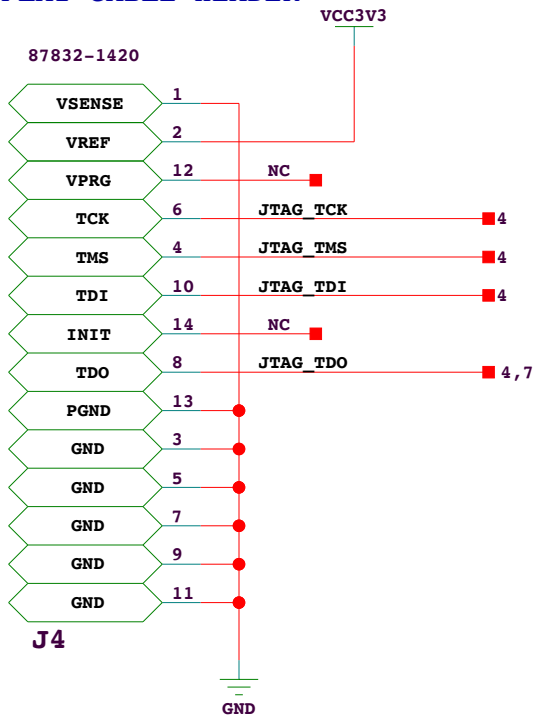 VCC3V3
87832-1420
VSENSE 1
VREF 2
VPRG 12 NC
TCK 6 JTAG_TCK 4
TMS 4 JTAG_TMS 4
TDI 10 JTAG_TDI 4
INIT 14 NC
TDO 8 JTAG_TDO 4,7
PGND 13
GND 3
GND 5
GND 7
GND 9
GND 11
J4
GND